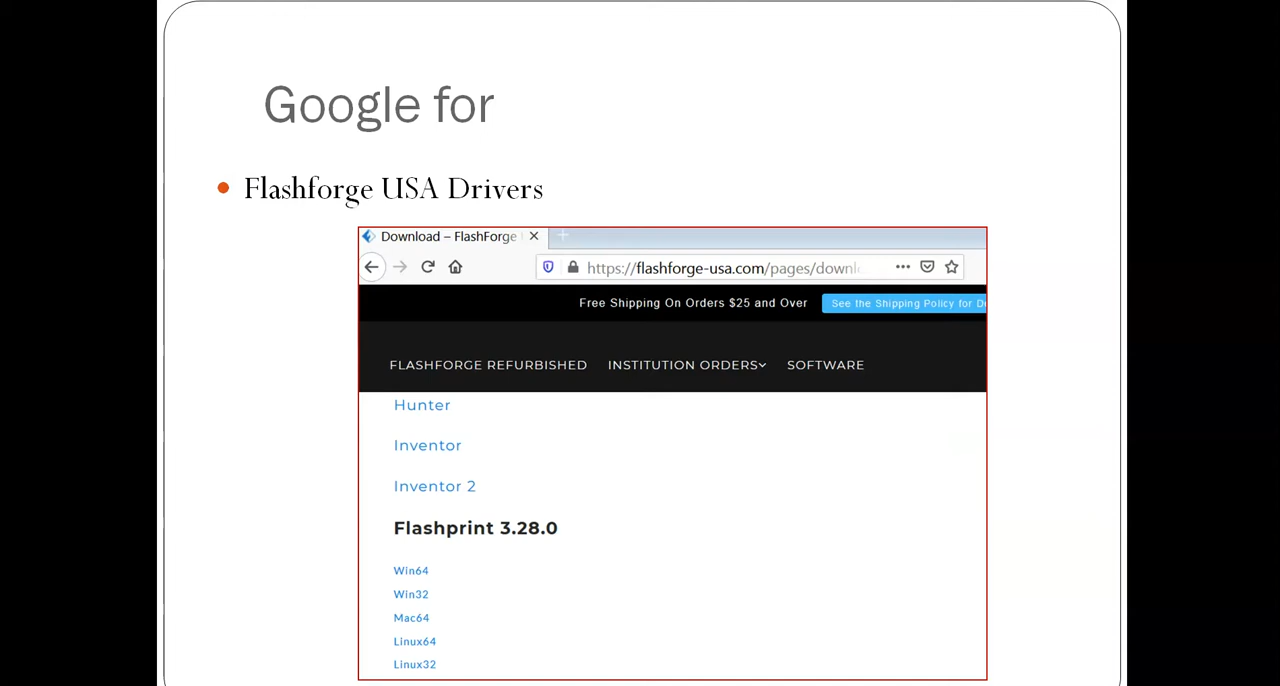 Google for
Flashforge USA Drivers
Download – FlashForge
https://flashforge-usa.com/pages/downl
Free Shipping On Orders $25 and Over See the Shipping Policy for D
FLASHFORGE REFURBISHED INSTITUTION ORDERS SOFTWARE
Hunter
Inventor
Inventor 2
Flashprint 3.28.0
Win64
Win32
Mac64
Linux64
Linux32